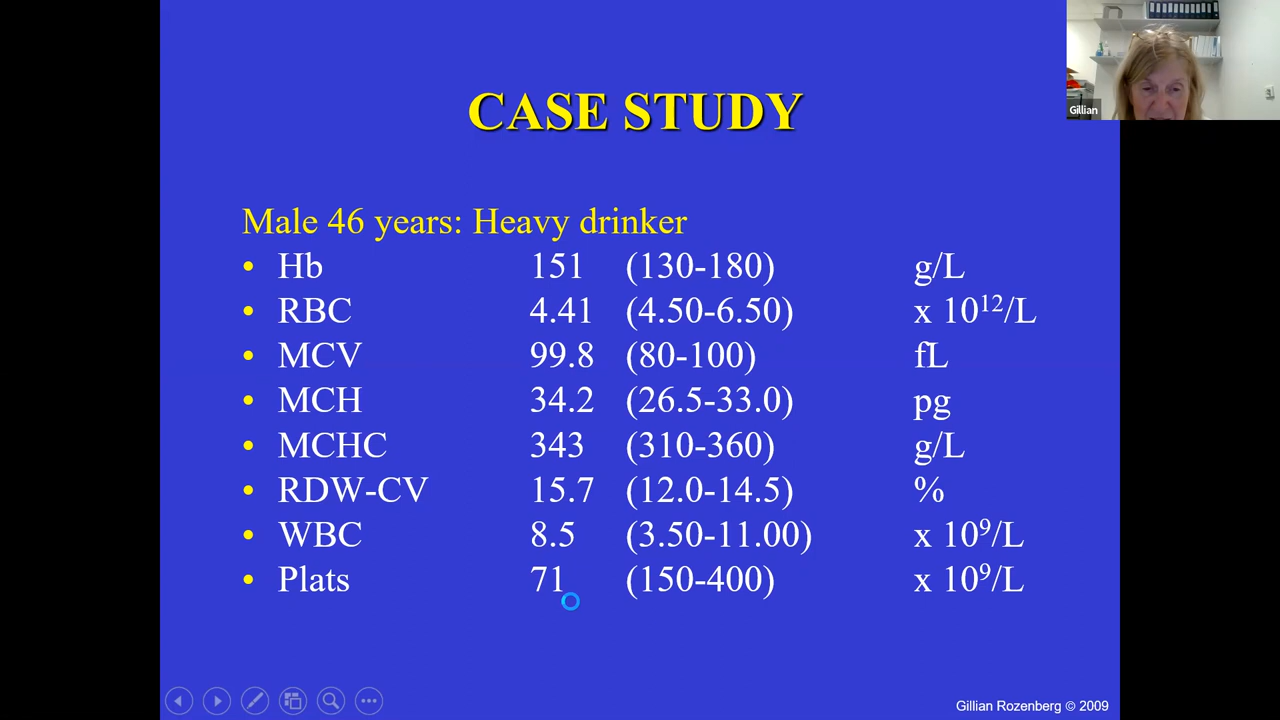 CASE STUDY
Gillian
Male 46 years: Heavy drinker
• Hb 151 (130-180) g/L
• RBC 4.41 (4.50-6.50) x 10¹²/L
• MCV 99.8 (80-100) fL
• MCH 34.2 (26.5-33.0) pg
• MCHC 343 (310-360) g/L
• RDW-CV 15.7 (12.0-14.5) %
• WBC 8.5 (3.50-11.00) x 10⁹/L
• Plats 71 (150-400) x 10⁹/L
Gillian Rozenberg © 2009